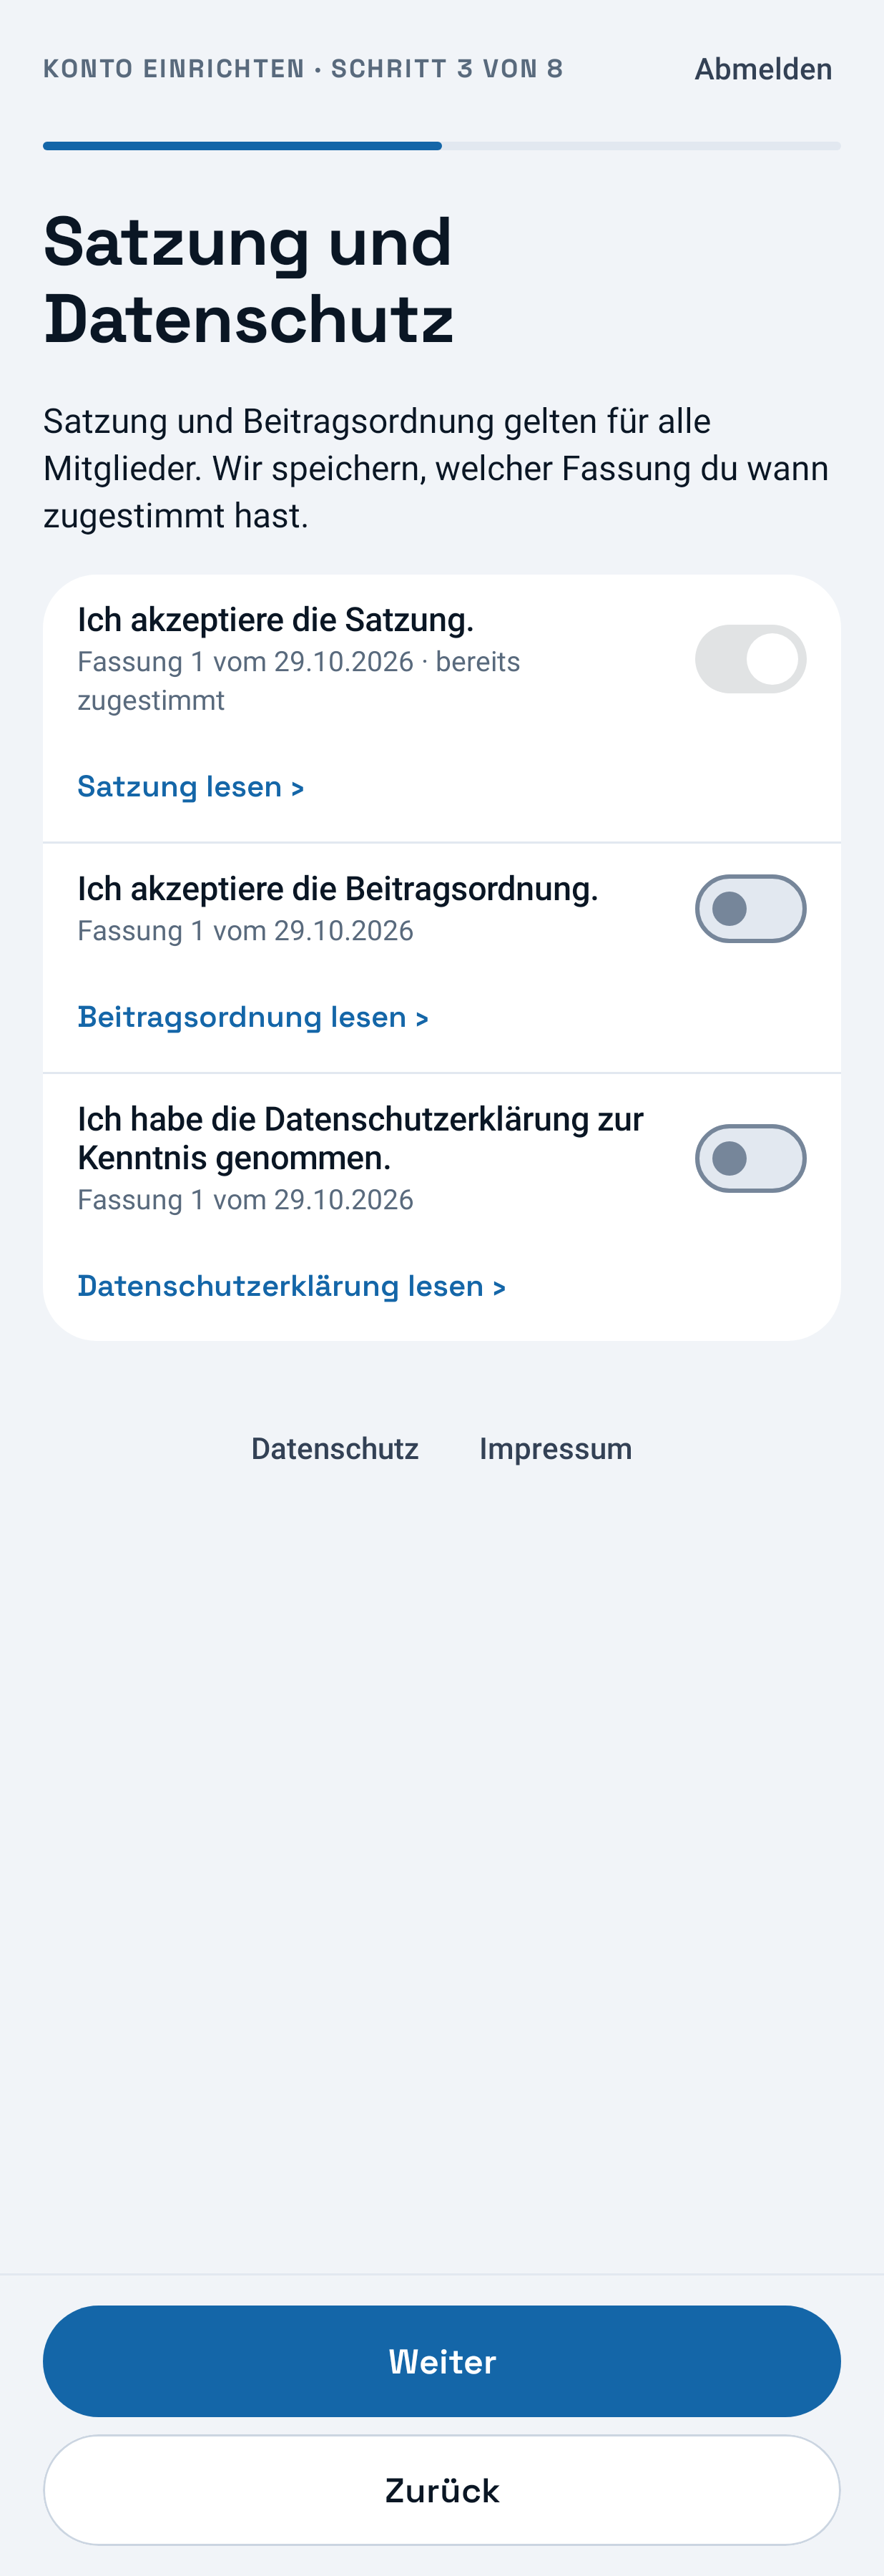 KONTO EINRICHTEN · SCHRITT 3 VON 8
Abmelden
Satzung und
Datenschutz
Satzung und Beitragsordnung gelten für alle
Mitglieder. Wir speichern, welcher Fassung du wann
zugestimmt hast.
Ich akzeptiere die Satzung.
Fassung 1 vom 29.10.2026 · bereits
zugestimmt
Satzung lesen >
Ich akzeptiere die Beitragsordnung.
Fassung 1 vom 29.10.2026
Beitragsordnung lesen >
Ich habe die Datenschutzerklärung zur
Kenntnis genommen.
Fassung 1 vom 29.10.2026
Datenschutzerklärung lesen >
Datenschutz
Impressum
Weiter
Zurück